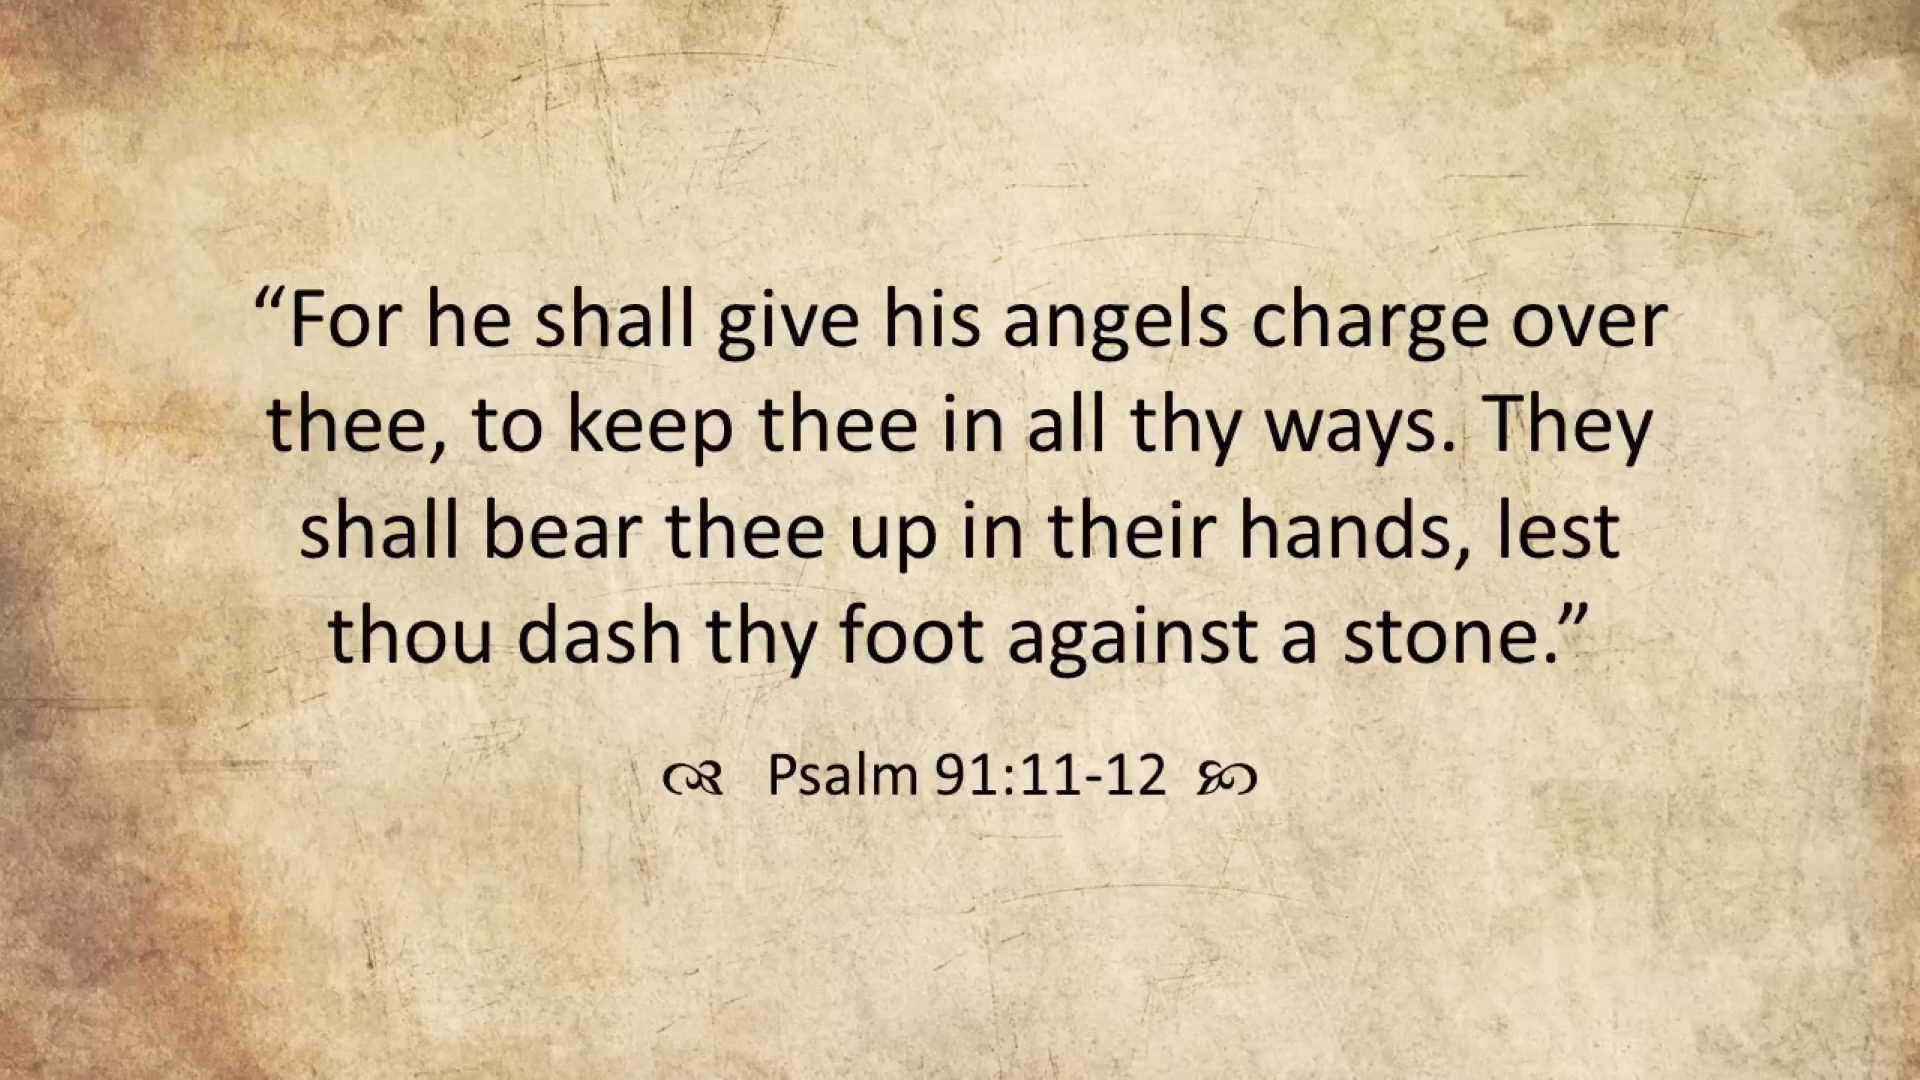 “For he shall give his angels charge over
thee, to keep thee in all thy ways. They
shall bear thee up in their hands, lest
thou dash thy foot against a stone.”
Psalm 91:11-12